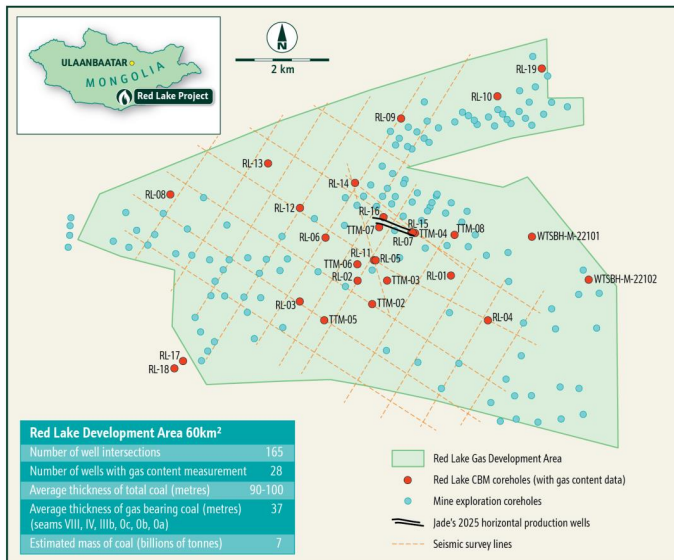 ULAANBAATAR
MONGOLIA
Red Lake Project
N
2 km
RL-19
RL-10
RL-09
RL-13
RL-14
RL-08
RL-12
RL-16
RL-15
TTM-07
TTM-04
TTM-08
RL-06
RL-07
WTSBH-M-22101
RL-11
RL-05
TTM-06
RL-01
RL-02
TTM-03
WTSBH-M-22102
RL-03
TTM-02
TTM-05
RL-04
RL-17
RL-18
Red Lake Development Area 60km²
Number of well intersections 165
Number of wells with gas content measurement 28
Average thickness of total coal (metres) 90-100
Average thickness of gas bearing coal (metres) 37
(seams VIII, IV, IIIb, 0c, 0b, 0a)
Estimated mass of coal (billions of tonnes) 7
Red Lake Gas Development Area
Red Lake CBM coreholes (with gas content data)
Mine exploration coreholes
Jade's 2025 horizontal production wells
Seismic survey lines